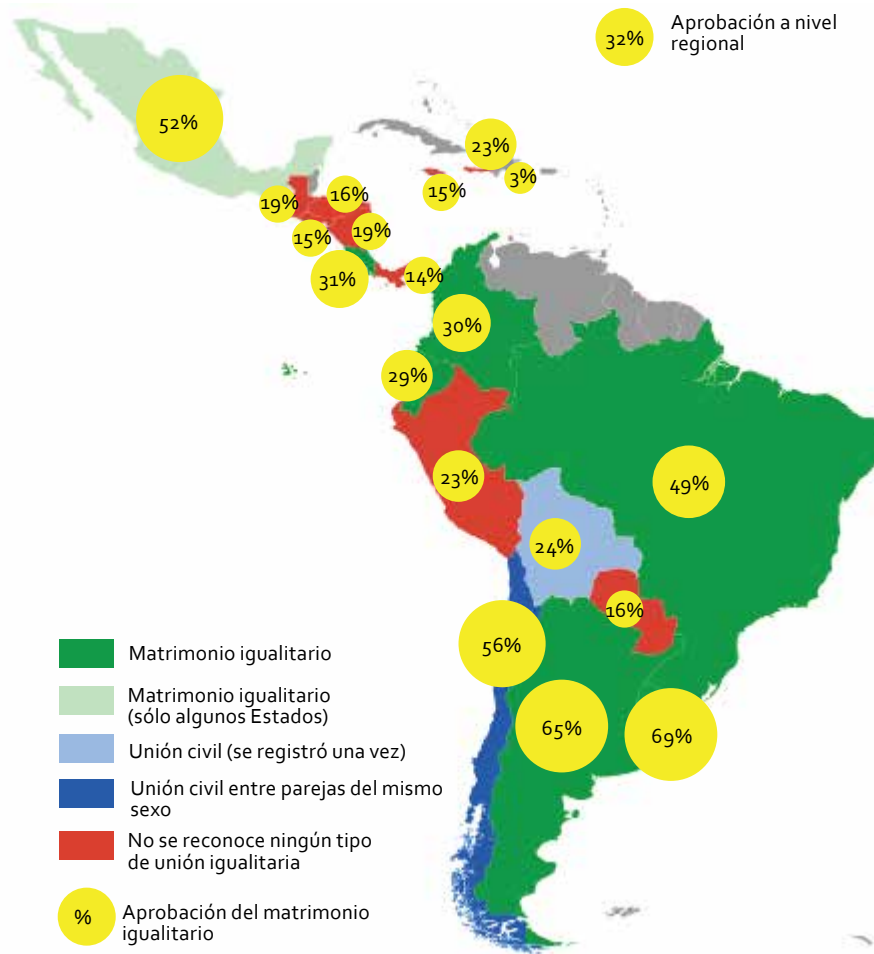 32%
Aprobación a nivel
regional
52%
23%
3%
15%
19%
16%
15%
19%
31%
14%
30%
29%
23%
49%
24%
16%
56%
65%
69%
Matrimonio igualitario
Matrimonio igualitario
(sólo algunos Estados)
Unión civil (se registró una vez)
Unión civil entre parejas del mismo
sexo
No se reconoce ningún tipo
de unión igualitaria
%
Aprobación del matrimonio
igualitario